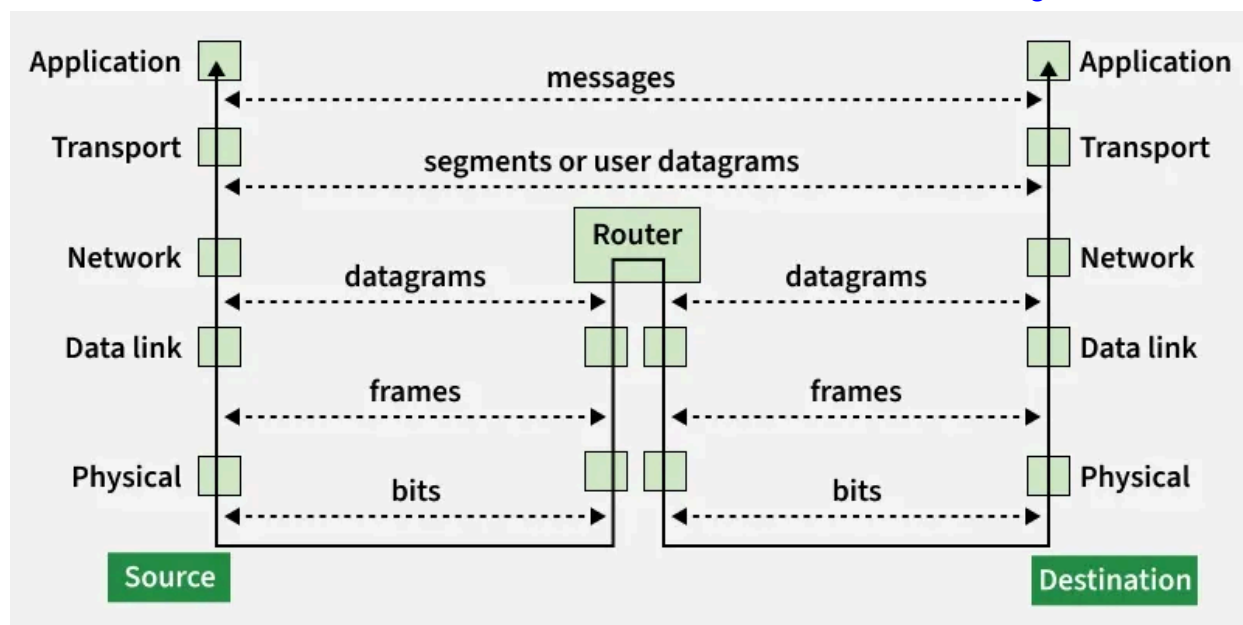 Application
messages
Application
Transport
segments or user datagrams
Transport
Router
Network
datagrams
datagrams
Network
Data link
Data link
frames
frames
Physical
bits
bits
Physical
Source
Destination